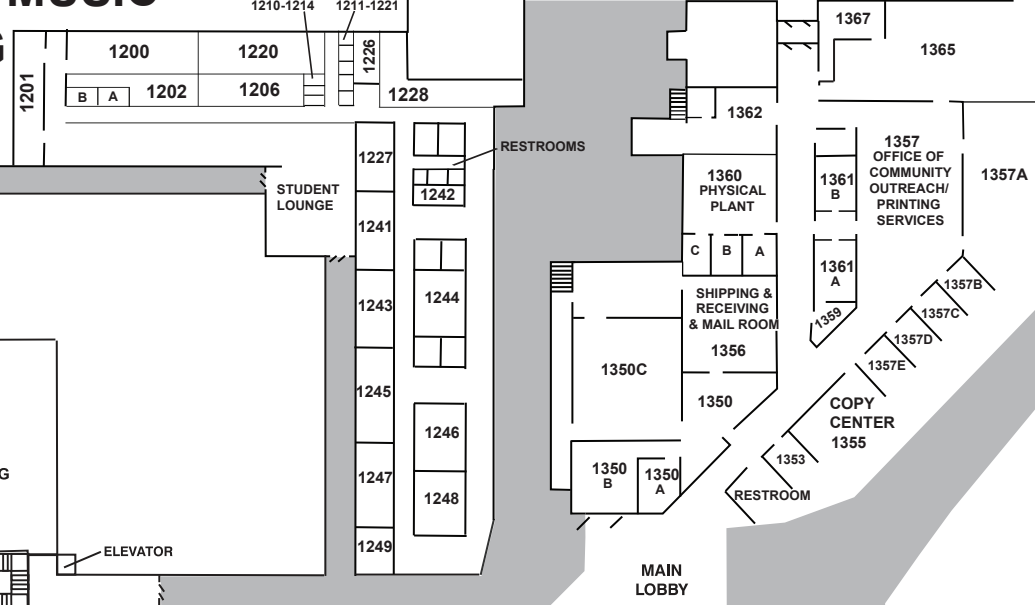 MUSIC
G
1210-1214
1211-1221
1200
1220
1226
1201
B
A
1202
1206
1228
1227
RESTROOMS
1242
STUDENT
LOUNGE
1241
1243
1244
1245
1246
1247
1248
1249
G
ELEVATOR
1367
1365
1362
1357
OFFICE OF
COMMUNITY
OUTREACH/
PRINTING
SERVICES
1357A
1360
PHYSICAL
PLANT
1361
B
C
B
A
1361
A
1359
SHIPPING &
RECEIVING
& MAIL ROOM
1356
1357B
1357C
1357D
1357E
1350C
1350
COPY
CENTER
1355
1353
1350
B
1350
A
RESTROOM
MAIN
LOBBY